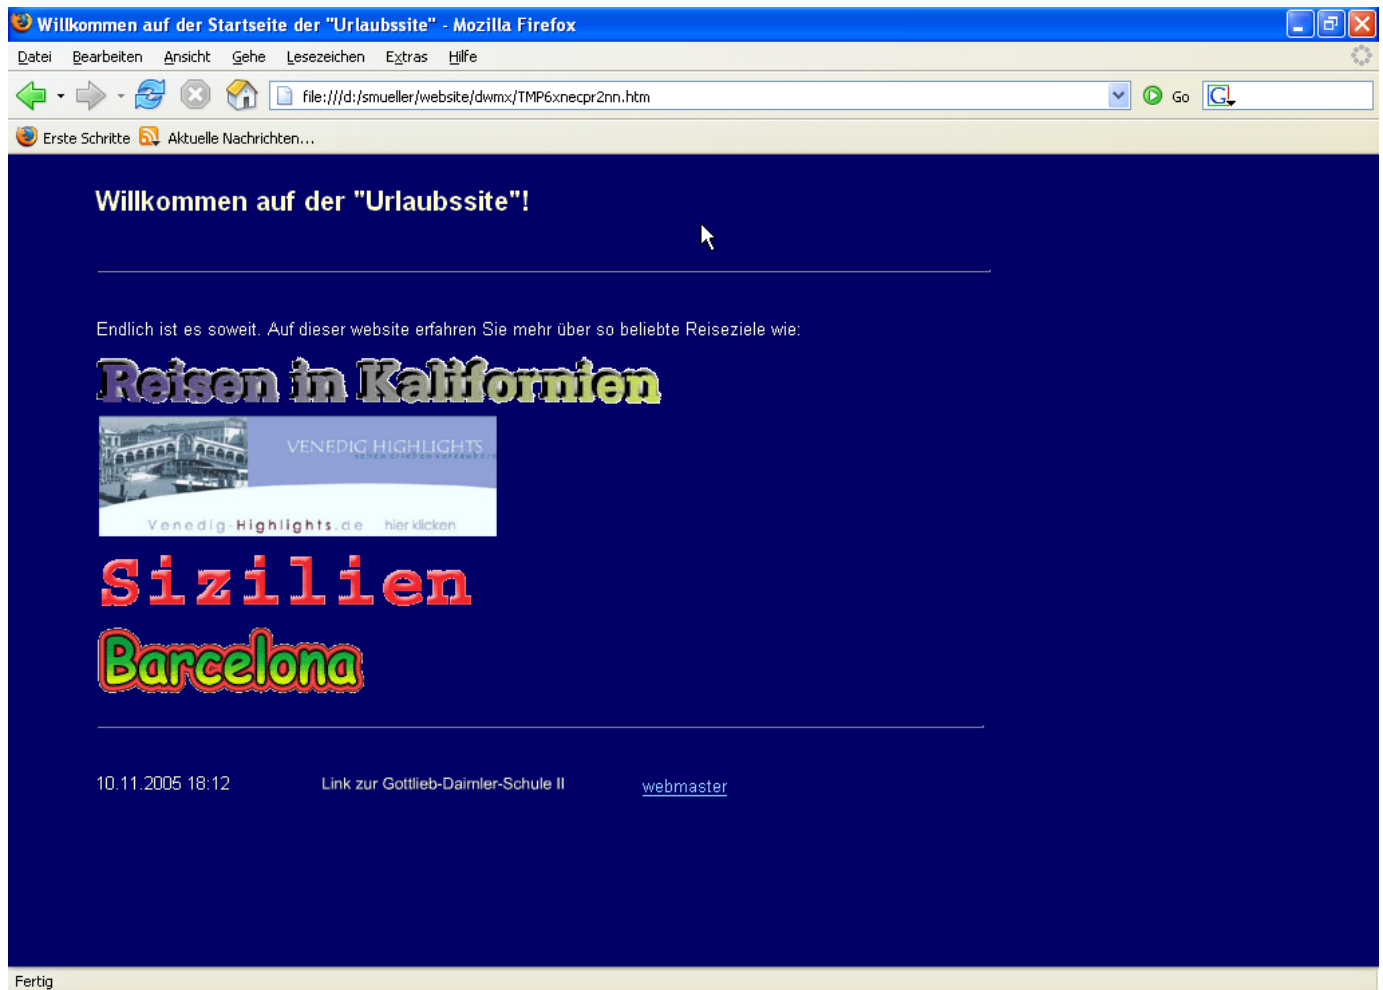 Willkommen auf der Startseite der "Urlaubssite" - Mozilla Firefox
Datei Bearbeiten Ansicht Gehe Lesezeichen Extras Hilfe
file:///d:/smueller/website/dwmx/TMP6xnecpr2nn.htm Go G
Erste Schritte Aktuelle Nachrichten...
Willkommen auf der "Urlaubssite"!
Endlich ist es soweit. Auf dieser website erfahren Sie mehr über so beliebte Reiseziele wie:
Reisen in Kalifornien
VENEDIG HIGHLIGHTS
sehen erleben verzaubern
Venedig-Highlights.de hier klicken
Sizilien
Barcelona
10.11.2005 18:12 Link zur Gottlieb-Daimler-Schule II webmaster
Fertig